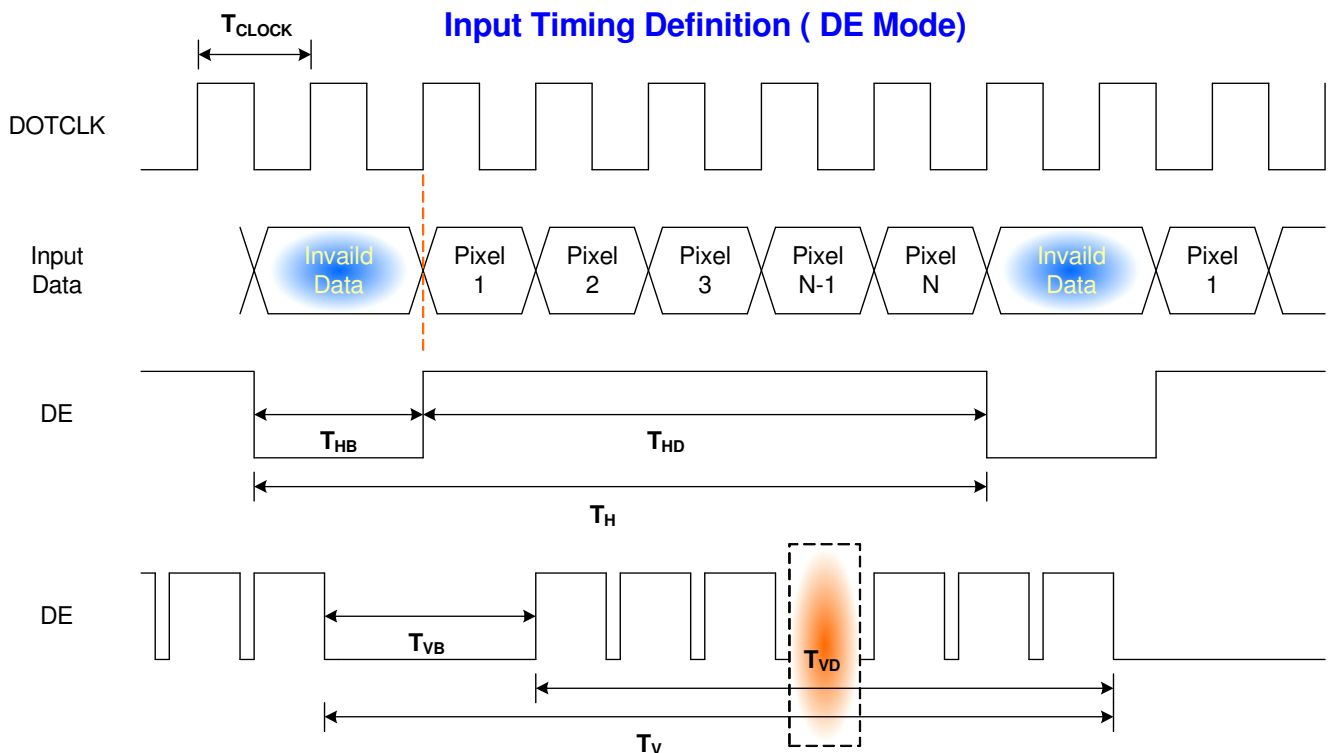 Input Timing Definition ( DE Mode)
TCLOCK
DOTCLK
Input
Data
Invaild
Data
Pixel
1
Pixel
2
Pixel
3
Pixel
N-1
Pixel
N
Invaild
Data
Pixel
1
DE
THB
THD
TH
DE
TVB
TVD
TV